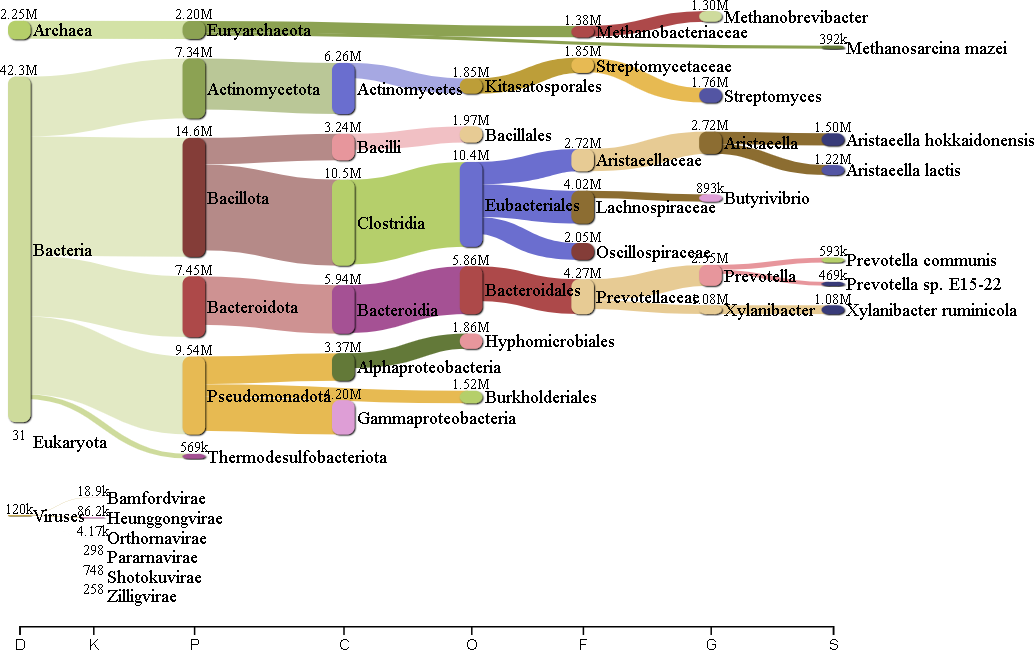 2.25M
Archaea
2.20M
Euryarchaeota
1.38M
Methanobacteriaceae
1.30M
Methanobrevibacter
392k
Methanosarcina mazei
42.3M
Bacteria
7.34M
Actinomycetota
6.26M
Actinomycetes
1.85M
Kitasatosporales
1.85M
Streptomycetaceae
1.76M
Streptomyces
14.6M
Bacillota
3.24M
Bacilli
1.97M
Bacillales
10.5M
Clostridia
10.4M
Eubacteriales
2.72M
Aristaeellaceae
2.72M
Aristaeella
1.50M
Aristaeella hokkaidonensis
1.22M
Aristaeella lactis
4.02M
Lachnospiraceae
893k
Butyrivibrio
2.05M
Oscillospiraceae
7.45M
Bacteroidota
5.94M
Bacteroidia
5.86M
Bacteroidales
4.27M
Prevotellaceae
2.55M
Prevotella
593k
Prevotella communis
469k
Prevotella sp. E15-22
1.08M
Xylanibacter
1.08M
Xylanibacter ruminicola
9.54M
Pseudomonadota
3.37M
Alphaproteobacteria
1.86M
Hyphomicrobiales
4.20M
Gammaproteobacteria
1.52M
Burkholderiales
569k
Thermodesulfobacteriota
31
Eukaryota
120k
Viruses
18.9k
Bamfordvirae
86.2k
Heunggongvirae
4.17k
Orthornavirae
298
Pararnavirae
748
Shotokuvirae
258
Zilligvirae
D K P C O F G S